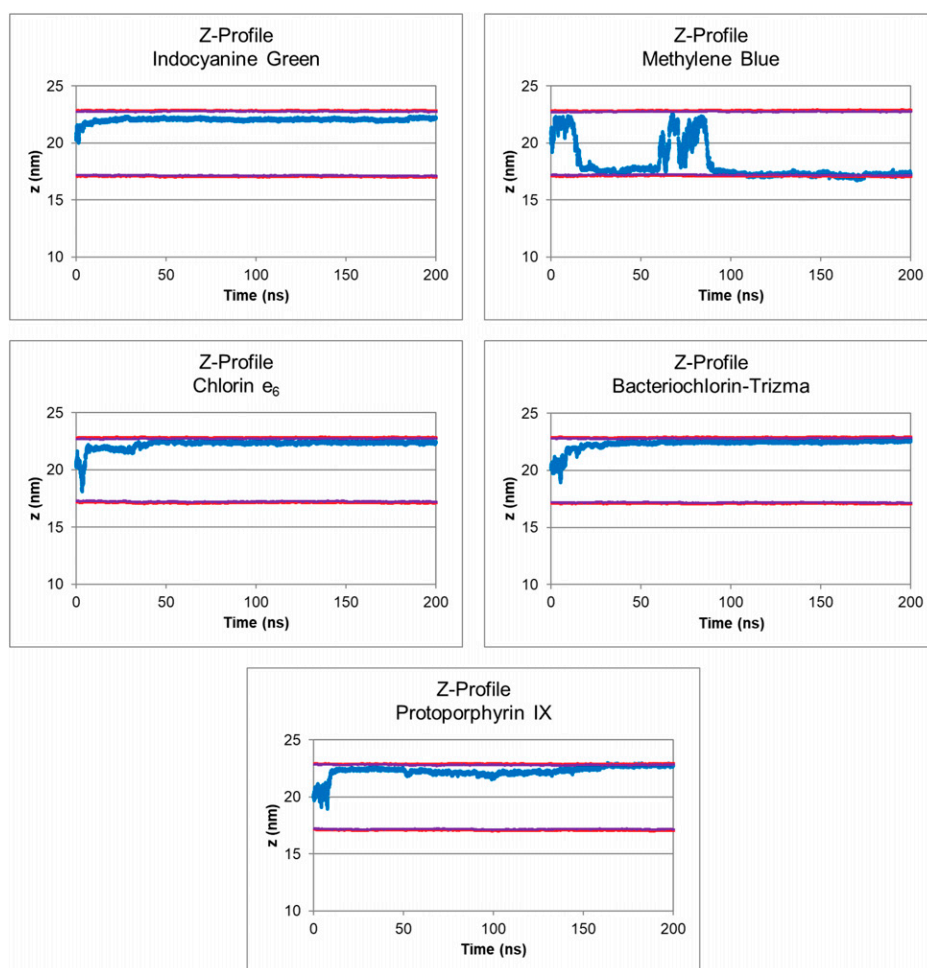 Z-Profile
Indocyanine Green
25
20
15
10
z (nm)
0 50 100 150 200
Time (ns)
Z-Profile
Methylene Blue
25
20
15
10
z (nm)
0 50 100 150 200
Time (ns)
Z-Profile
Chlorin e₆
25
20
15
10
z (nm)
0 50 100 150 200
Time (ns)
Z-Profile
Bacteriochlorin-Trizma
25
20
15
10
z (nm)
0 50 100 150 200
Time (ns)
Z-Profile
Protoporphyrin IX
25
20
15
10
z (nm)
0 50 100 150 200
Time (ns)